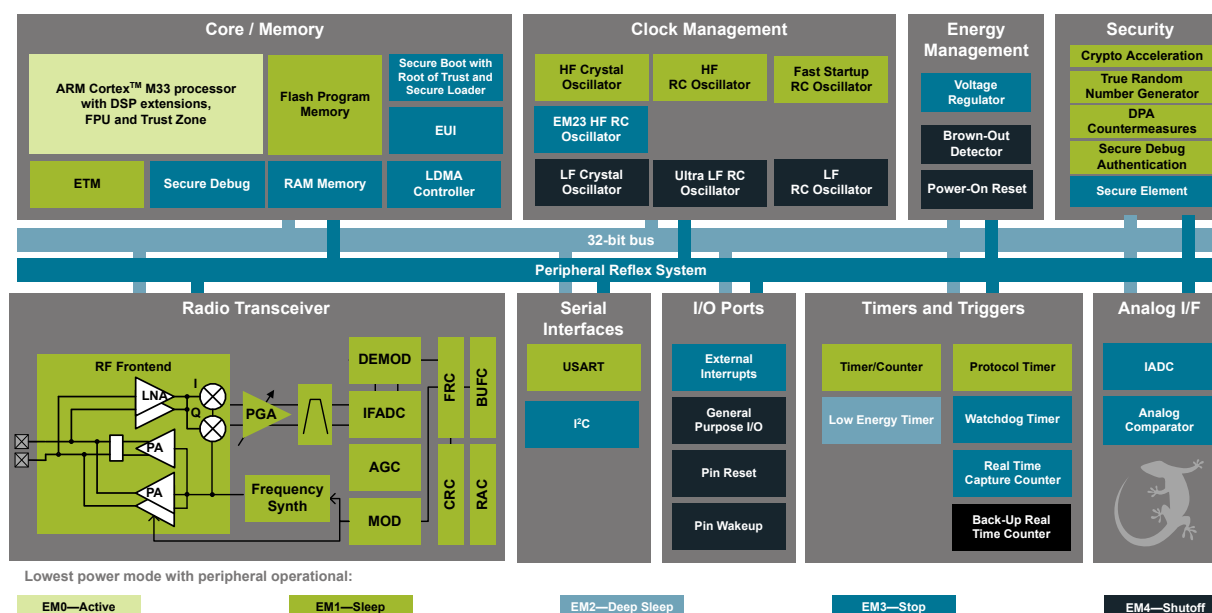 Core / Memory
ARM Cortex™ M33 processor
with DSP extensions,
FPU and Trust Zone
Flash Program
Memory
Secure Boot with
Root of Trust and
Secure Loader
EUI
ETM
Secure Debug
RAM Memory
LDMA
Controller
Clock Management
HF Crystal
Oscillator
HF
RC Oscillator
Fast Startup
RC Oscillator
EM23 HF RC
Oscillator
LF Crystal
Oscillator
Ultra LF RC
Oscillator
LF
RC Oscillator
Energy
Management
Voltage
Regulator
Brown-Out
Detector
Power-On Reset
Security
Crypto Acceleration
True Random
Number Generator
DPA
Countermeasures
Secure Debug
Authentication
Secure Element
32-bit bus
Peripheral Reflex System
Radio Transceiver
RF Frontend
LNA
I
Q
PA
PA
PGA
Frequency
Synth
DEMOD
IFADC
AGC
MOD
FRC
BUFC
CRC
RAC
Serial
Interfaces
USART
I²C
I/O Ports
External
Interrupts
General
Purpose I/O
Pin Reset
Pin Wakeup
Timers and Triggers
Timer/Counter
Protocol Timer
Low Energy Timer
Watchdog Timer
Real Time
Capture Counter
Back-Up Real
Time Counter
Analog I/F
IADC
Analog
Comparator
Lowest power mode with peripheral operational:
EM0—Active
EM1—Sleep
EM2—Deep Sleep
EM3—Stop
EM4—Shutoff